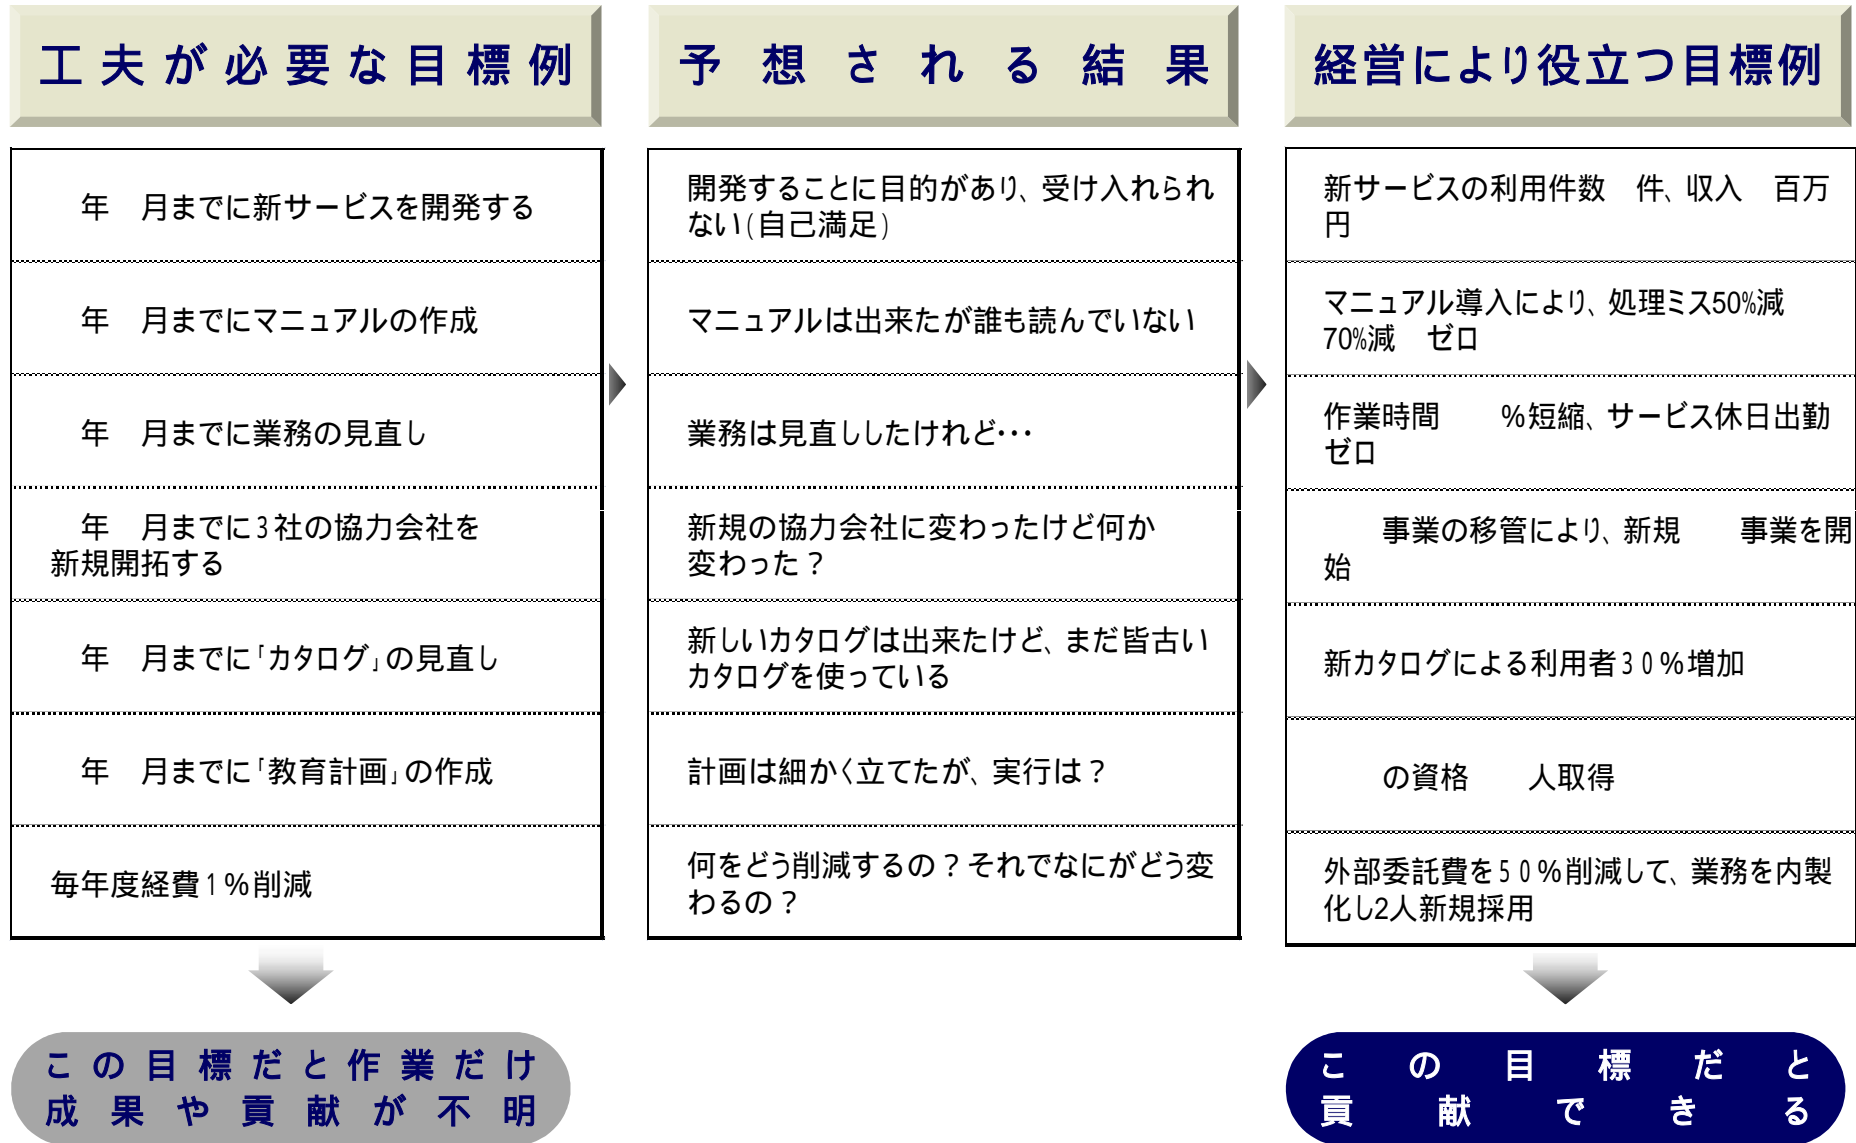 工夫が必要な目標例
予想される結果
経営により役立つ目標例
年　月までに新サービスを開発する
開発することに目的があり、受け入れられ
ない(自己満足)
新サービスの利用件数　件、収入　百万
円
年　月までにマニュアルの作成
マニュアルは出来たが誰も読んでいない
マニュアル導入により、処理ミス50%減
70%減　ゼロ
年　月までに業務の見直し
業務は見直ししたけれど・・・
作業時間　　%短縮、サービス休日出勤
ゼロ
年　月までに3社の協力会社を
新規開拓する
新規の協力会社に変わったけど何か
変わった？
事業の移管により、新規　　事業を開
始
年　月までに「カタログ」の見直し
新しいカタログは出来たけど、まだ皆古い
カタログを使っている
新カタログによる利用者30%増加
年　月までに「教育計画」の作成
計画は細かく立てたが、実行は？
の資格　　人取得
毎年度経費1%削減
何をどう削減するの？それでなにがどう変
わるの？
外部委託費を50%削減して、業務を内製
化し2人新規採用
この目標だと作業だけ
成果や貢献が不明
この目標だと
貢献できる